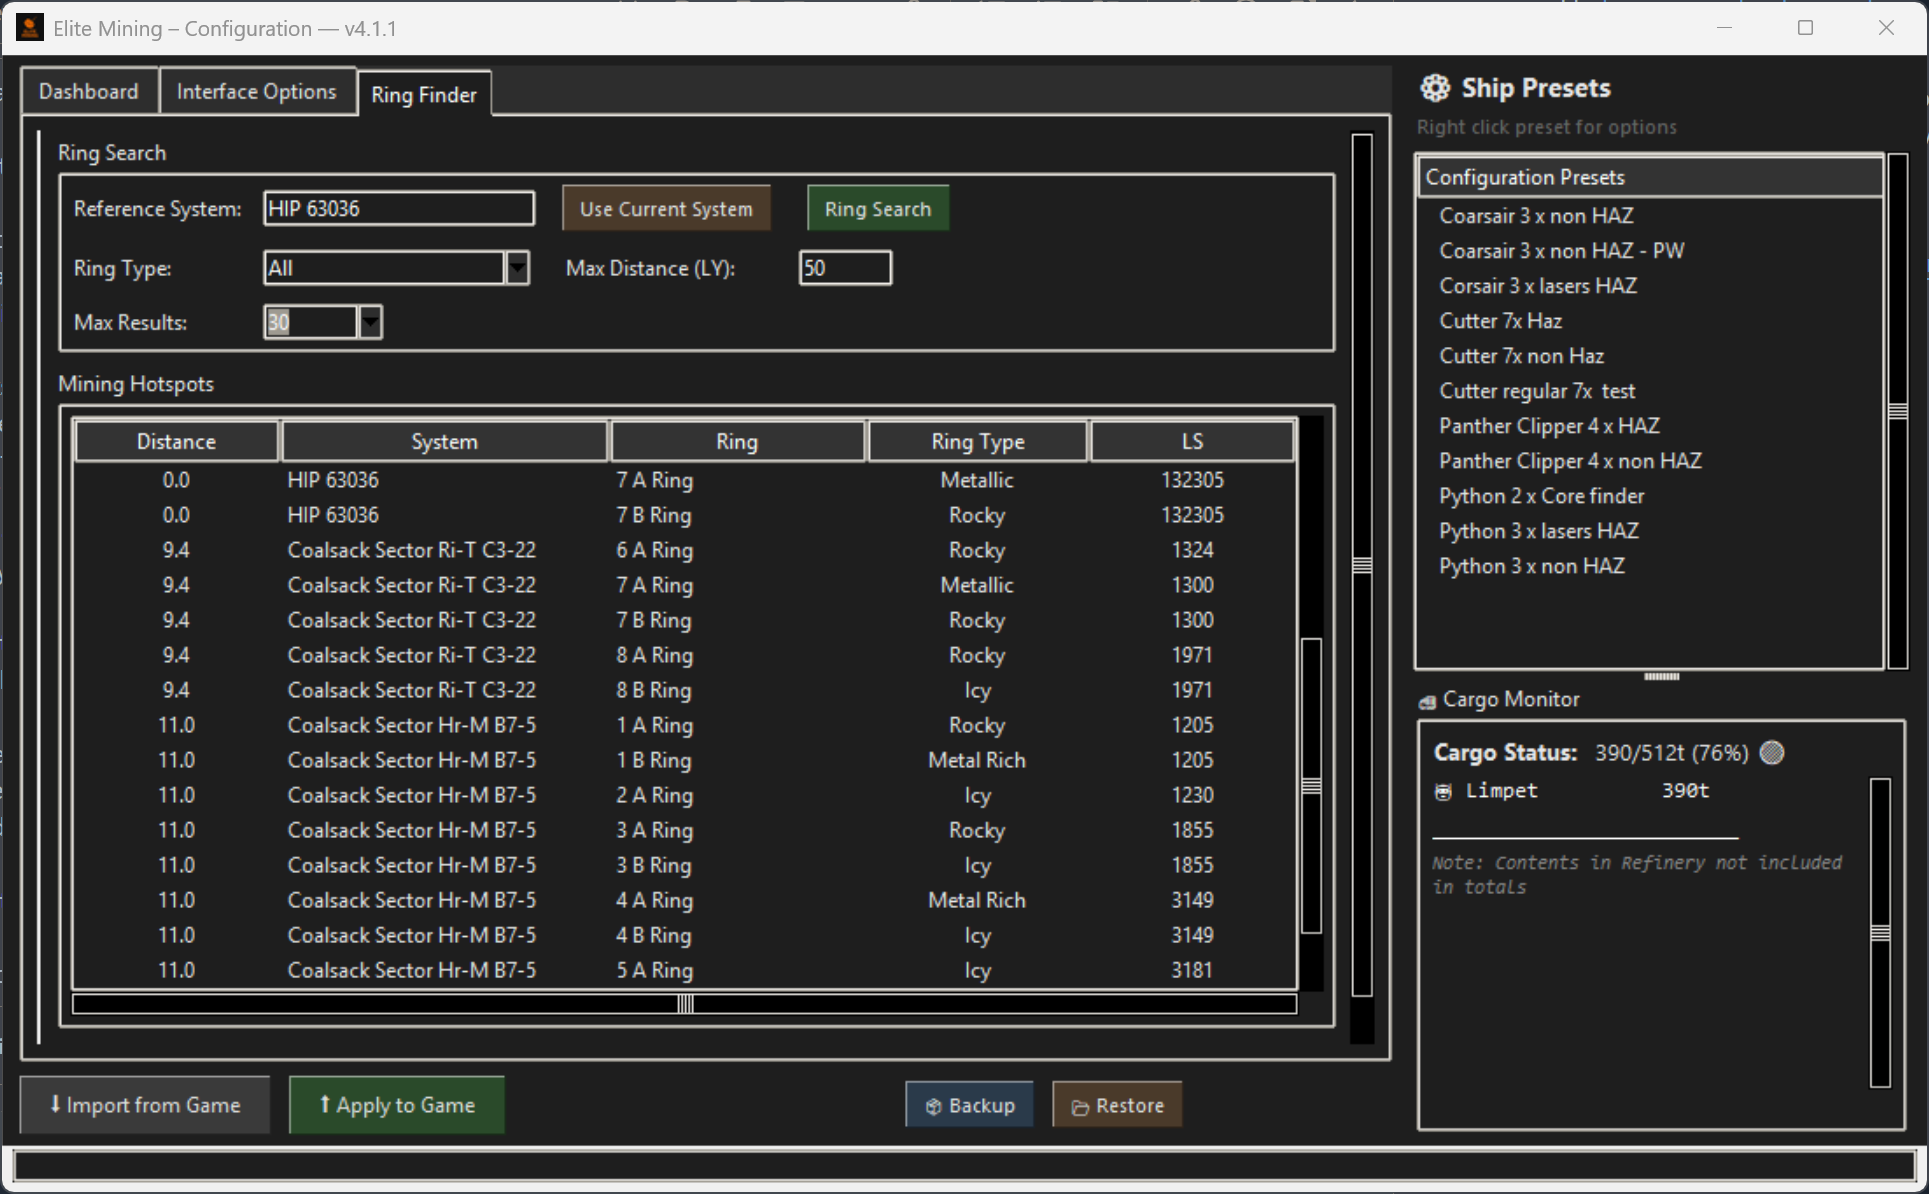 Elite Mining – Configuration — v4.1.1
Dashboard
Interface Options
Ring Finder
Ring Search
Reference System:
HIP 63036
Use Current System
Ring Search
Ring Type:
All
Max Distance (LY):
50
Max Results:
30
Mining Hotspots
Distance System Ring Ring Type LS
0.0 HIP 63036 7 A Ring Metallic 132305
0.0 HIP 63036 7 B Ring Rocky 132305
9.4 Coalsack Sector Ri-T C3-22 6 A Ring Rocky 1324
9.4 Coalsack Sector Ri-T C3-22 7 A Ring Metallic 1300
9.4 Coalsack Sector Ri-T C3-22 7 B Ring Rocky 1300
9.4 Coalsack Sector Ri-T C3-22 8 A Ring Rocky 1971
9.4 Coalsack Sector Ri-T C3-22 8 B Ring Icy 1971
11.0 Coalsack Sector Hr-M B7-5 1 A Ring Rocky 1205
11.0 Coalsack Sector Hr-M B7-5 1 B Ring Metal Rich 1205
11.0 Coalsack Sector Hr-M B7-5 2 A Ring Icy 1230
11.0 Coalsack Sector Hr-M B7-5 3 A Ring Rocky 1855
11.0 Coalsack Sector Hr-M B7-5 3 B Ring Icy 1855
11.0 Coalsack Sector Hr-M B7-5 4 A Ring Metal Rich 3149
11.0 Coalsack Sector Hr-M B7-5 4 B Ring Icy 3149
11.0 Coalsack Sector Hr-M B7-5 5 A Ring Icy 3181
Import from Game
Apply to Game
Backup
Restore
Ship Presets
Right click preset for options
Configuration Presets
Coarsair 3 x non HAZ
Coarsair 3 x non HAZ - PW
Corsair 3 x lasers HAZ
Cutter 7x Haz
Cutter 7x non Haz
Cutter regular 7x  test
Panther Clipper 4 x HAZ
Panther Clipper 4 x non HAZ
Python 2 x Core finder
Python 3 x lasers HAZ
Python 3 x non HAZ
Cargo Monitor
Cargo Status: 390/512t (76%)
Limpet 390t
Note: Contents in Refinery not included
in totals